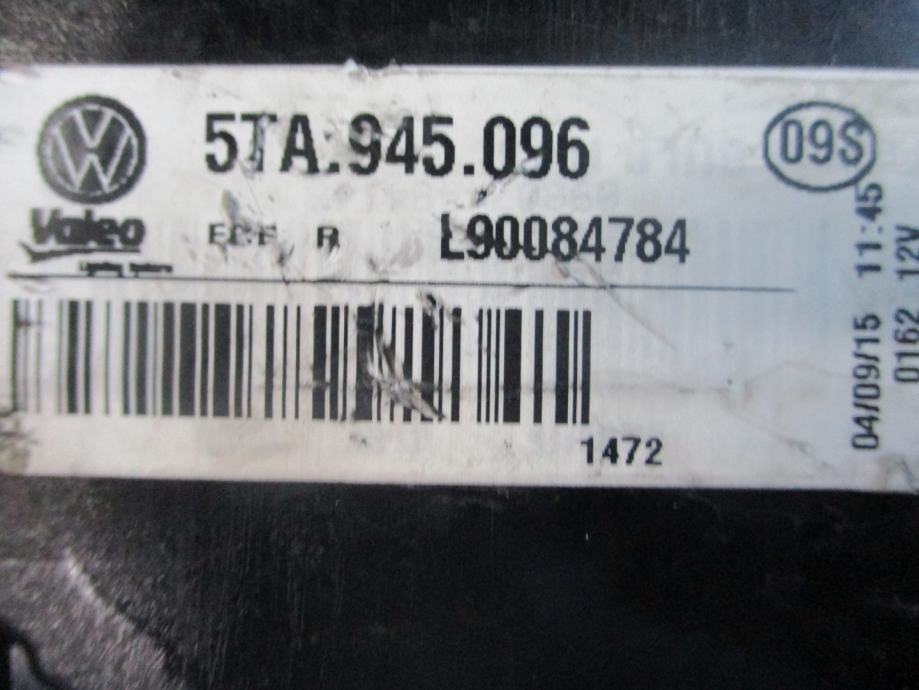 5TA.945.096
09S
Valeo
ECE R L90084784
1472
04/09/15 11:45
0162 12V